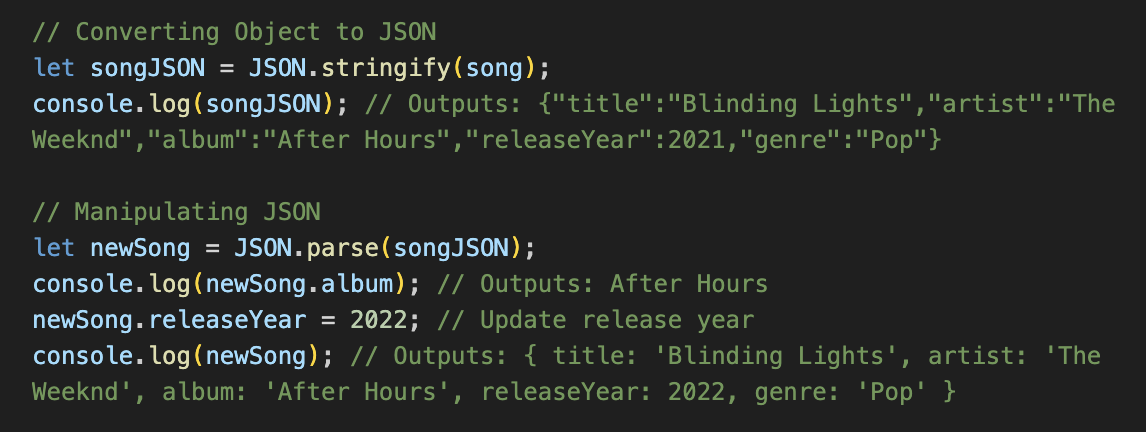 // Converting Object to JSON
let songJSON = JSON.stringify(song);
console.log(songJSON); // Outputs: {"title":"Blinding Lights","artist":"The
Weeknd","album":"After Hours","releaseYear":2021,"genre":"Pop"}
// Manipulating JSON
let newSong = JSON.parse(songJSON);
console.log(newSong.album); // Outputs: After Hours
newSong.releaseYear = 2022; // Update release year
console.log(newSong); // Outputs: { title: 'Blinding Lights', artist: 'The
Weeknd', album: 'After Hours', releaseYear: 2022, genre: 'Pop' }